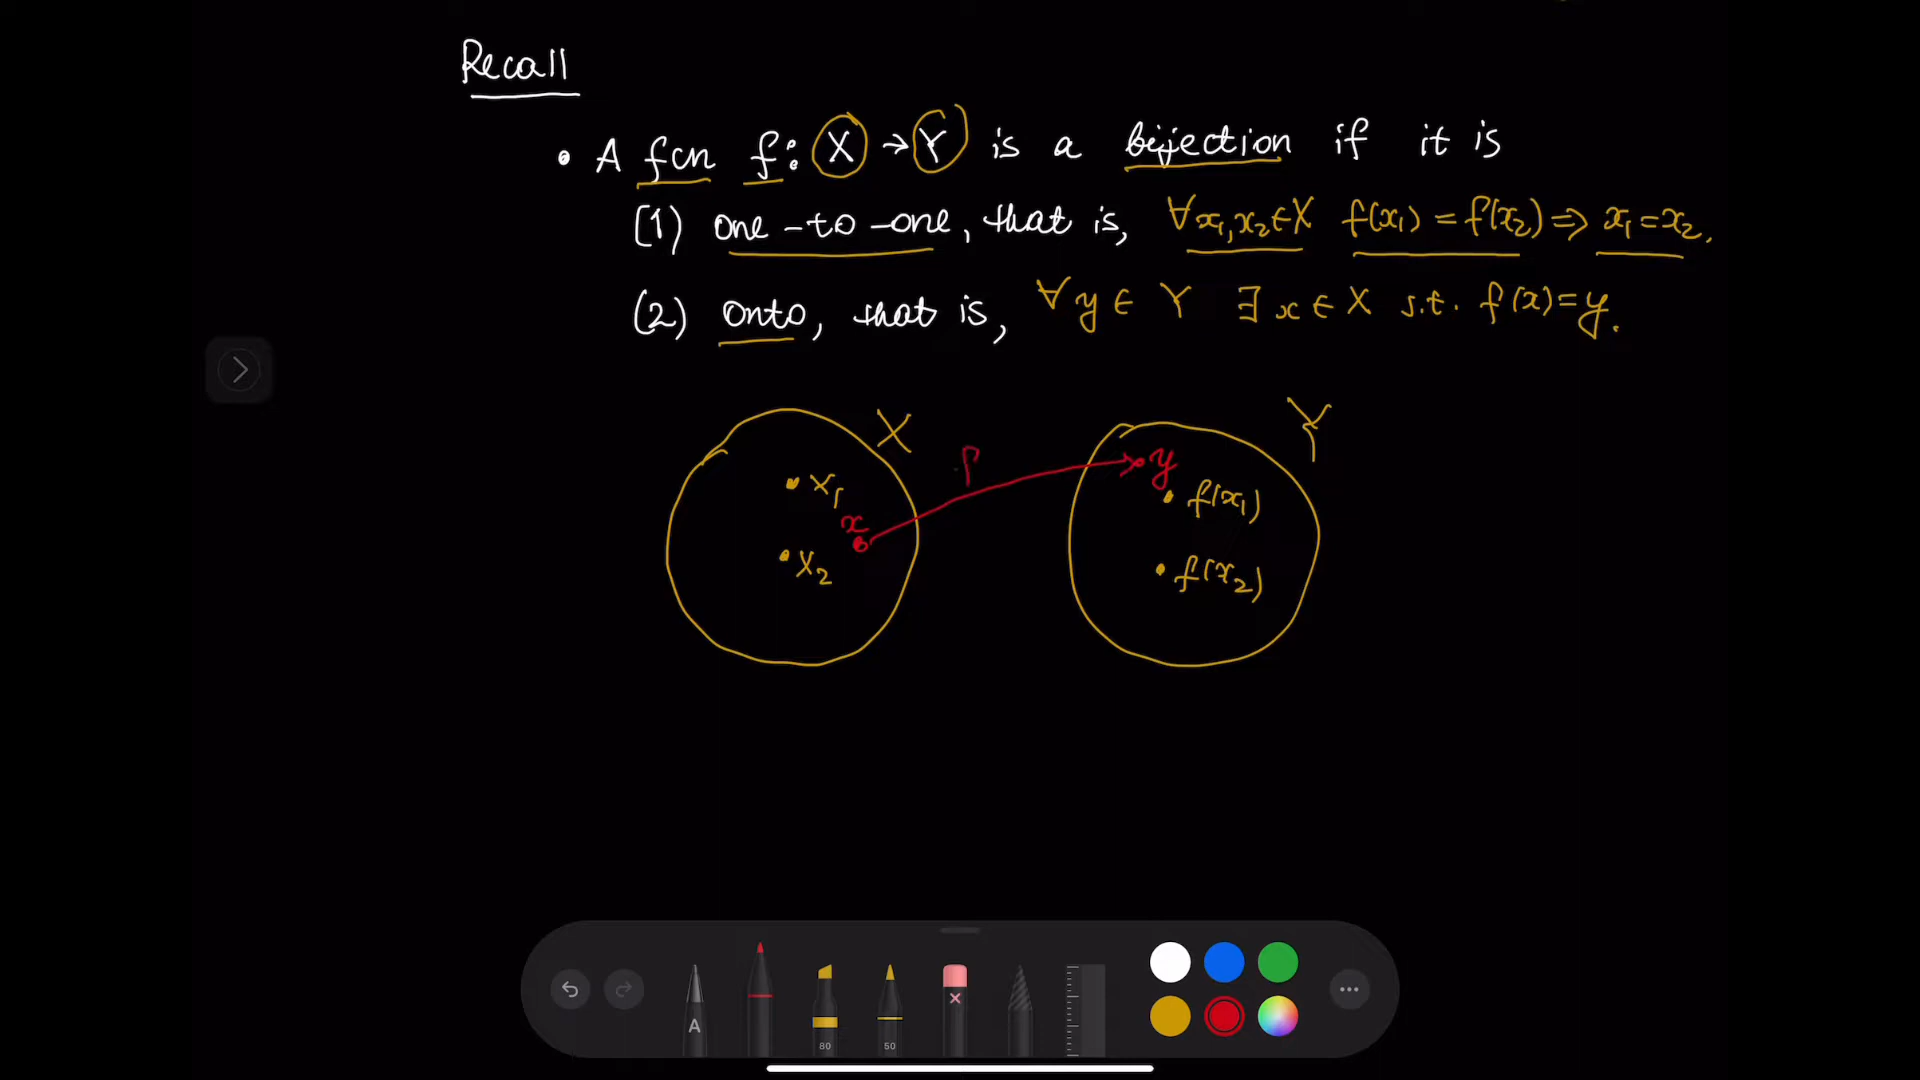 Recall
• A fcn f: X → Y is a bijection if it is
(1) one-to-one, that is, ∀x₁,x₂∈X f(x₁) = f(x₂) ⇒ x₁=x₂.
(2) Onto, that is, ∀ y ∈ Y ∃ x ∈ X s.t. f(x)=y.
X
Y
f
y
x₁
f(x₁)
x
x₂
f(x₂)
A
80
50